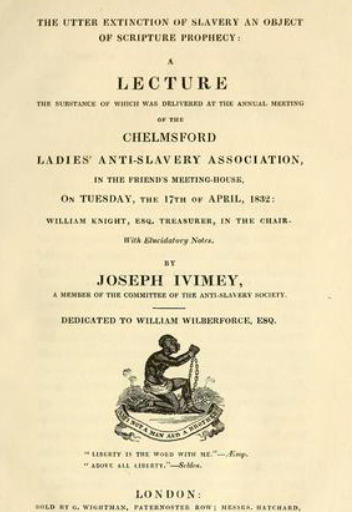 THE UTTER EXTINCTION OF SLAVERY AN OBJECT
OF SCRIPTURE PROPHECY:
A
LECTURE
THE SUBSTANCE OF WHICH WAS DELIVERED AT THE ANNUAL MEETING
OF THE
CHELMSFORD
LADIES' ANTI-SLAVERY ASSOCIATION,
IN THE FRIEND'S MEETING-HOUSE,
ON TUESDAY, THE 17TH OF APRIL, 1832:
WILLIAM KNIGHT, ESQ. TREASURER, IN THE CHAIR.
With Elucidatory Notes.
BY
JOSEPH IVIMEY,
A MEMBER OF THE COMMITTEE OF THE ANTI-SLAVERY SOCIETY.
DEDICATED TO WILLIAM WILBERFORCE, ESQ.
AM I NOT A MAN AND A BROTHER
"LIBERTY IS THE WORD WITH ME."—Æsop.
"ABOVE ALL LIBERTY."—Selden.
LONDON:
SOLD BY G. WIGHTMAN, PATERNOSTER ROW; MESSRS. HATCHARD,